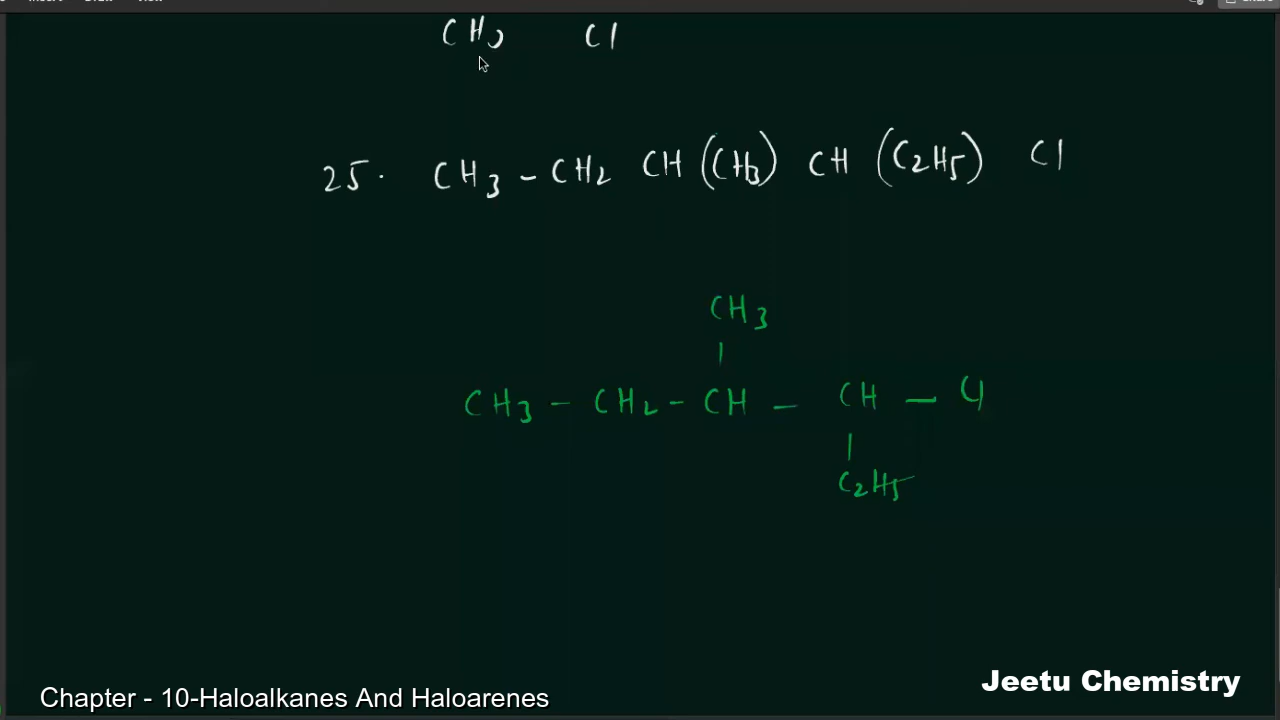 CH3 Cl
25. CH3 - CH2 CH (CH3) CH (C2H5) Cl
CH3
|
CH3 - CH2 - CH - CH - Cl
|
C2H5
Jeetu Chemistry
Chapter - 10-Haloalkanes And Haloarenes